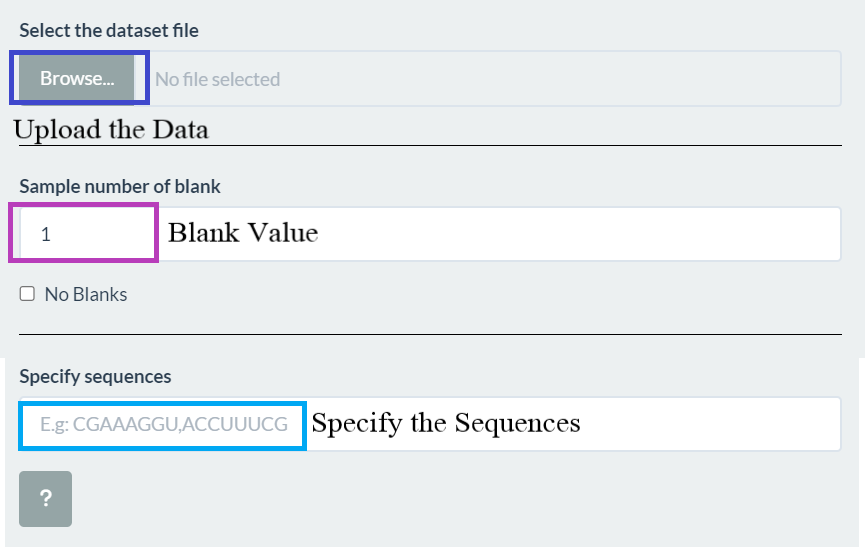 Select the dataset file
Browse... No file selected
Upload the Data
Sample number of blank
1 Blank Value
No Blanks
Specify sequences
E.g: CGAAAGGU,ACCUUUCG Specify the Sequences
?